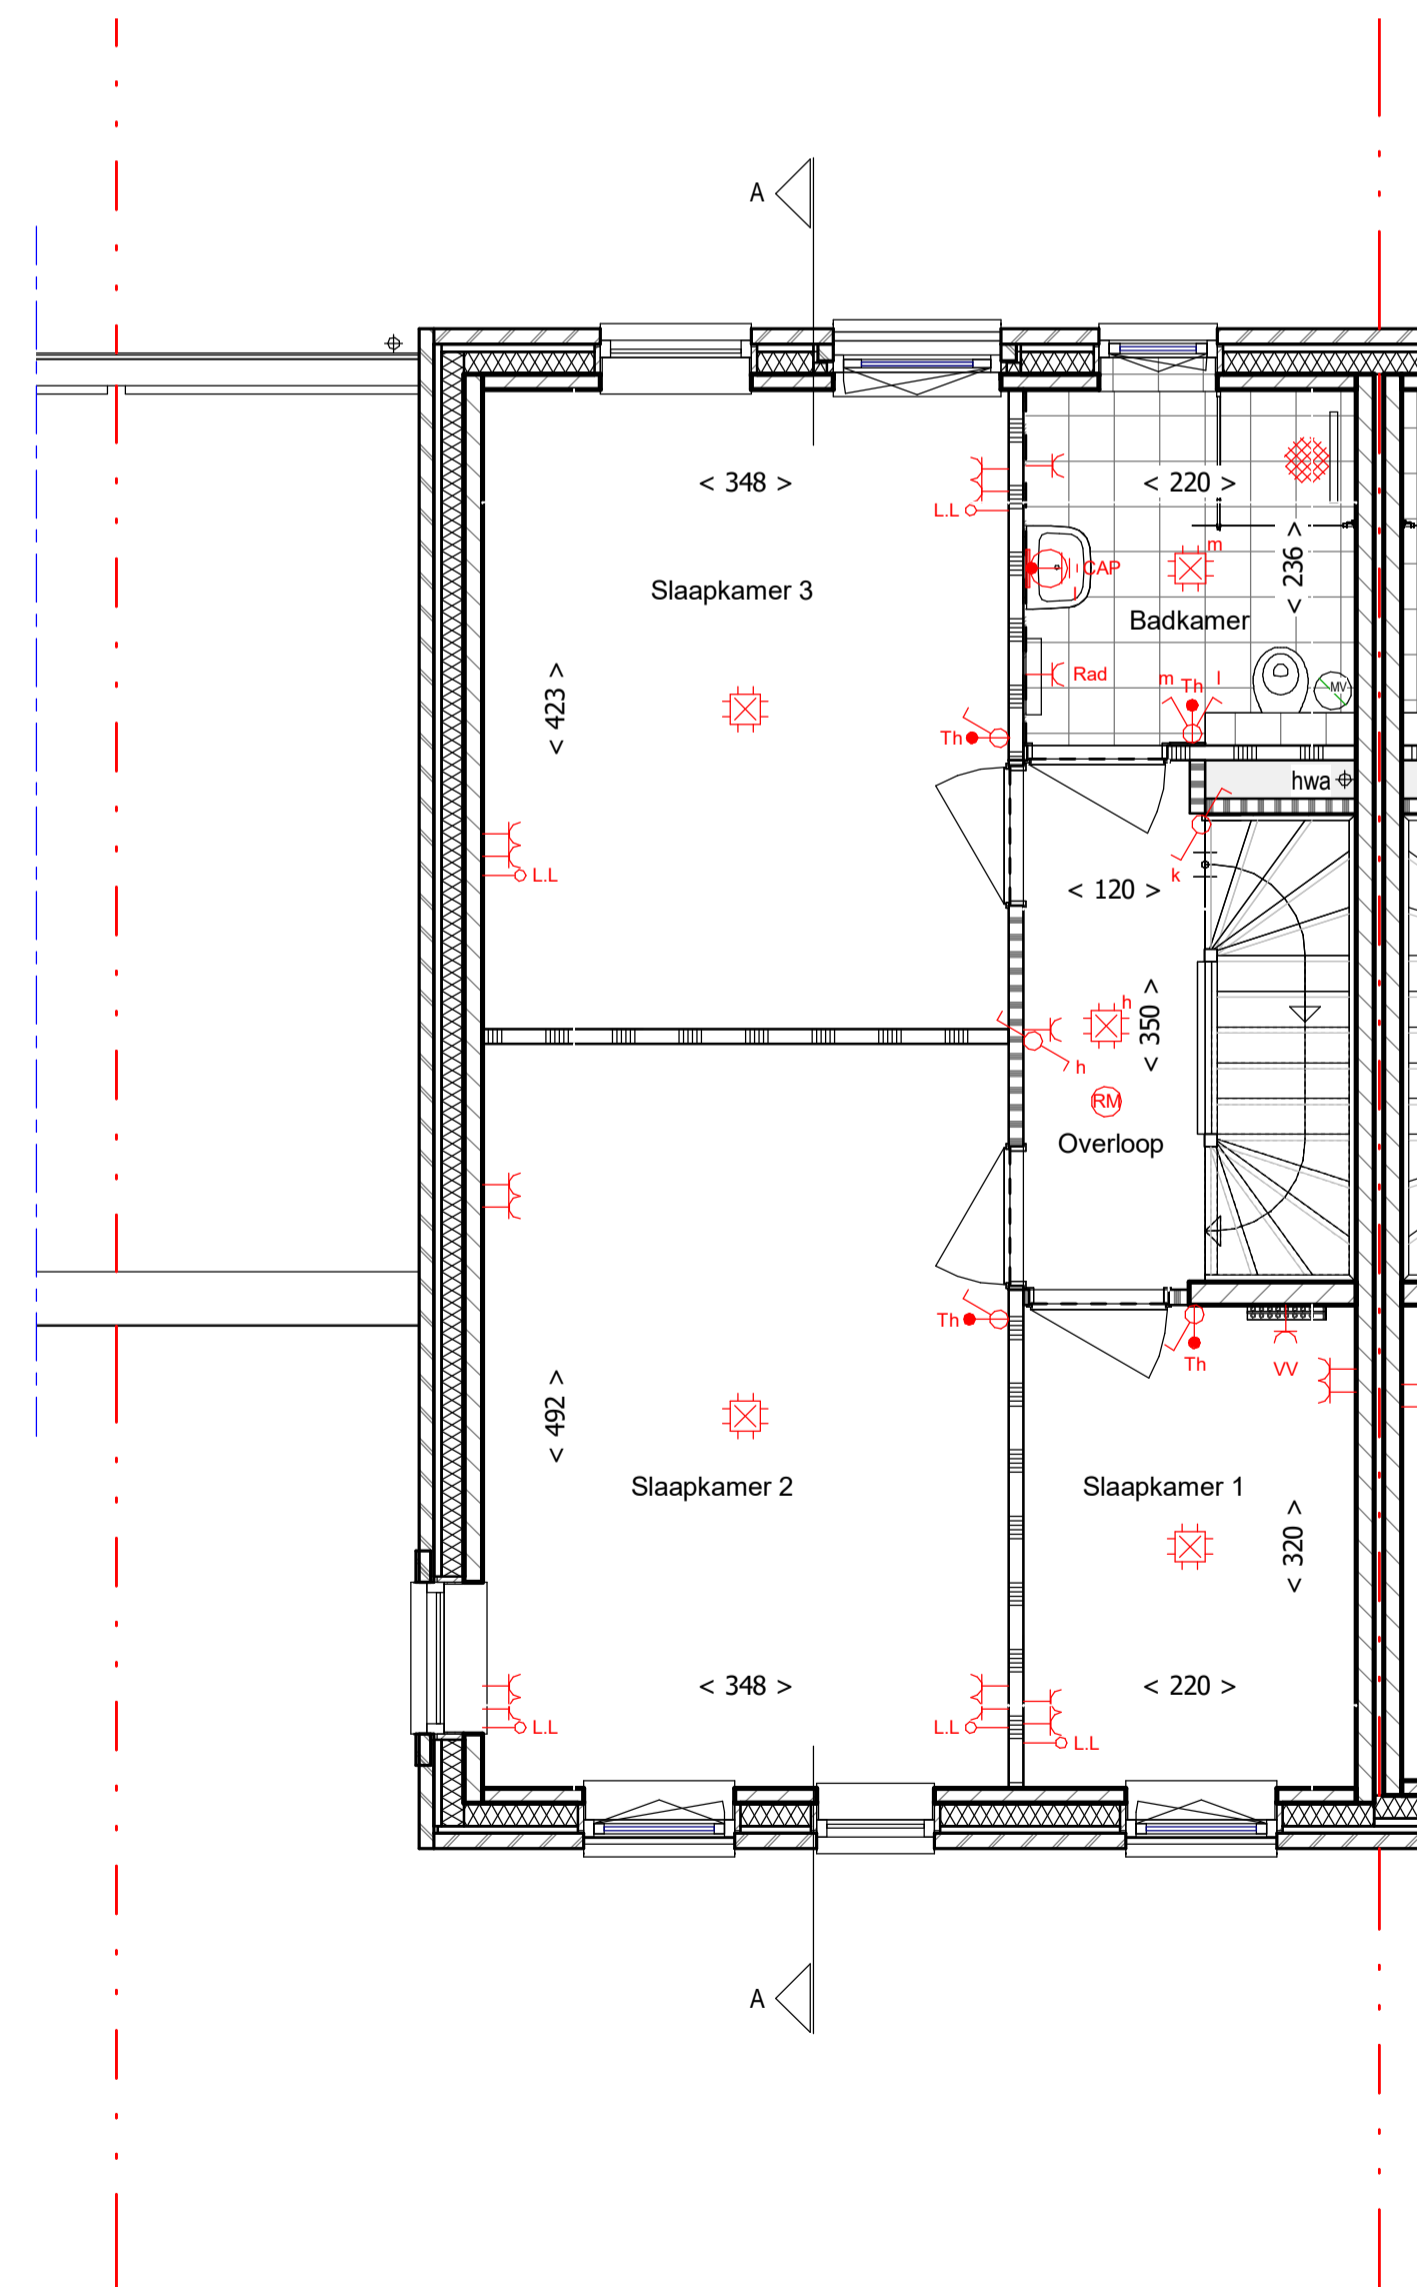 A
< 348 >
< 220 >
L.L
Slaapkamer 3
CAP
l
m
< 236 >
Badkamer
< 423 >
Rad
m
Th
l
MV
Th
hwa
L.L
k
< 120 >
h
< 350 >
h
RM
Overloop
Th
Th
VV
< 492 >
Slaapkamer 2
Slaapkamer 1
< 320 >
< 348 >
< 220 >
L.L
L.L
L.L
A